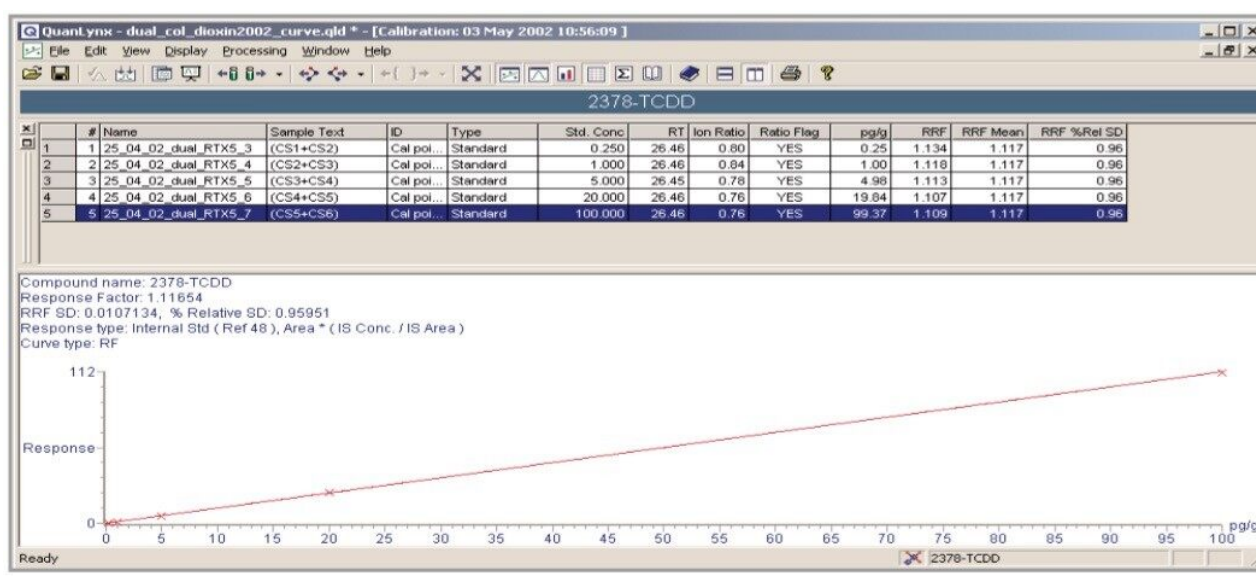 QuanLynx - dual_col_dioxin2002_curve.qld * - [Calibration: 03 May 2002 10:56:09 ]
File Edit View Display Processing Window Help
2378-TCDD
# Name Sample Text ID Type Std. Conc RT Ion Ratio Ratio Flag pg/g RRF RRF Mean RRF %Rel SD
1 1 25_04_02_dual_RTX5_3 (CS1+CS2) Cal poi... Standard 0.250 26.46 0.80 YES 0.25 1.134 1.117 0.96
2 2 25_04_02_dual_RTX5_4 (CS2+CS3) Cal poi... Standard 1.000 26.46 0.84 YES 1.00 1.118 1.117 0.96
3 3 25_04_02_dual_RTX5_5 (CS3+CS4) Cal poi... Standard 5.000 26.45 0.78 YES 4.98 1.113 1.117 0.96
4 4 25_04_02_dual_RTX5_6 (CS4+CS5) Cal poi... Standard 20.000 26.46 0.76 YES 19.84 1.107 1.117 0.96
5 5 25_04_02_dual_RTX5_7 (CS5+CS6) Cal poi... Standard 100.000 26.46 0.76 YES 99.37 1.109 1.117 0.96
Compound name: 2378-TCDD
Response Factor: 1.11654
RRF SD: 0.0107134, % Relative SD: 0.95951
Response type: Internal Std ( Ref 48 ), Area * ( IS Conc. / IS Area )
Curve type: RF
112
Response
0
0 5 10 15 20 25 30 35 40 45 50 55 60 65 70 75 80 85 90 95 100 pg/g
Ready 2378-TCDD